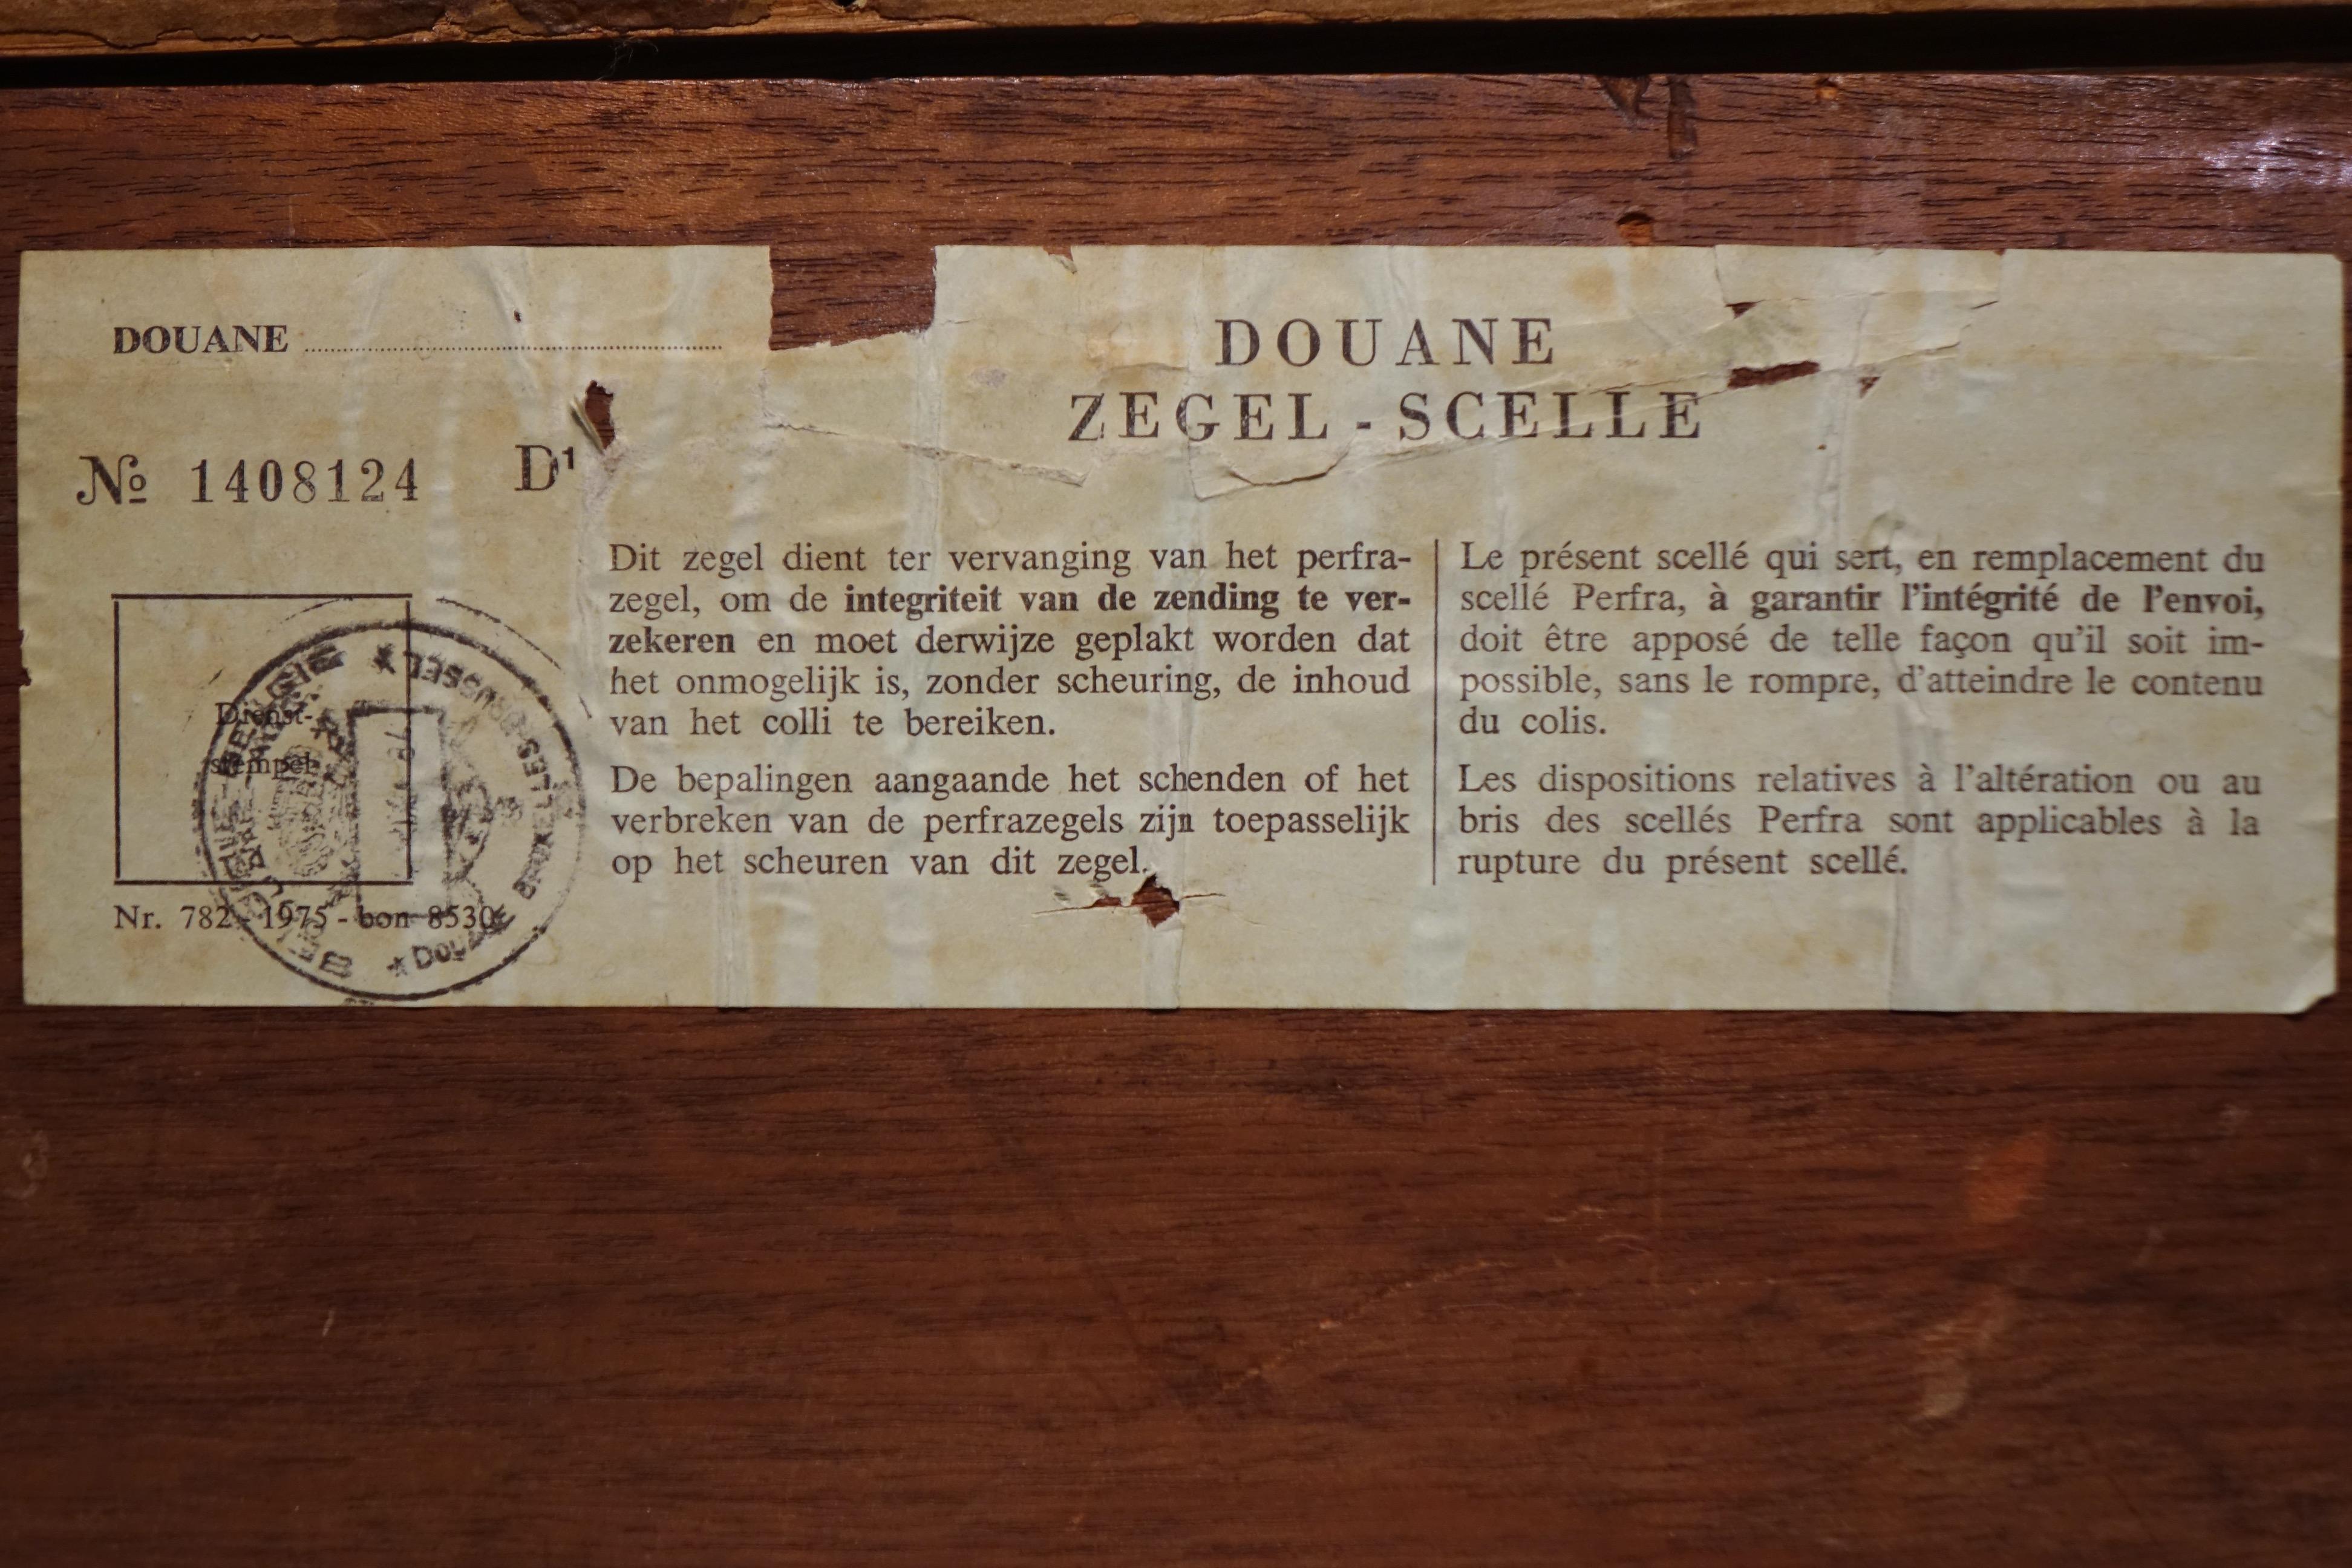 DOUANE
№ 1408124 D¹
Dienst-
stempel
Nr. 782 - 1975 - bon 8530
BELGIE * BRUSSEL
* DOUANE BRUXELLES
DOUANE
ZEGEL - SCELLE
Dit zegel dient ter vervanging van het perfra-
zegel, om de integriteit van de zending te ver-
zekeren en moet derwijze geplakt worden dat
het onmogelijk is, zonder scheuring, de inhoud
van het colli te bereiken.
De bepalingen aangaande het schenden of het
verbreken van de perfrazegels zijn toepasselijk
op het scheuren van dit zegel.
Le présent scellé qui sert, en remplacement du
scellé Perfra, à garantir l'intégrité de l'envoi,
doit être apposé de telle façon qu'il soit im-
possible, sans le rompre, d'atteindre le contenu
du colis.
Les dispositions relatives à l'altération ou au
bris des scellés Perfra sont applicables à la
rupture du présent scellé.